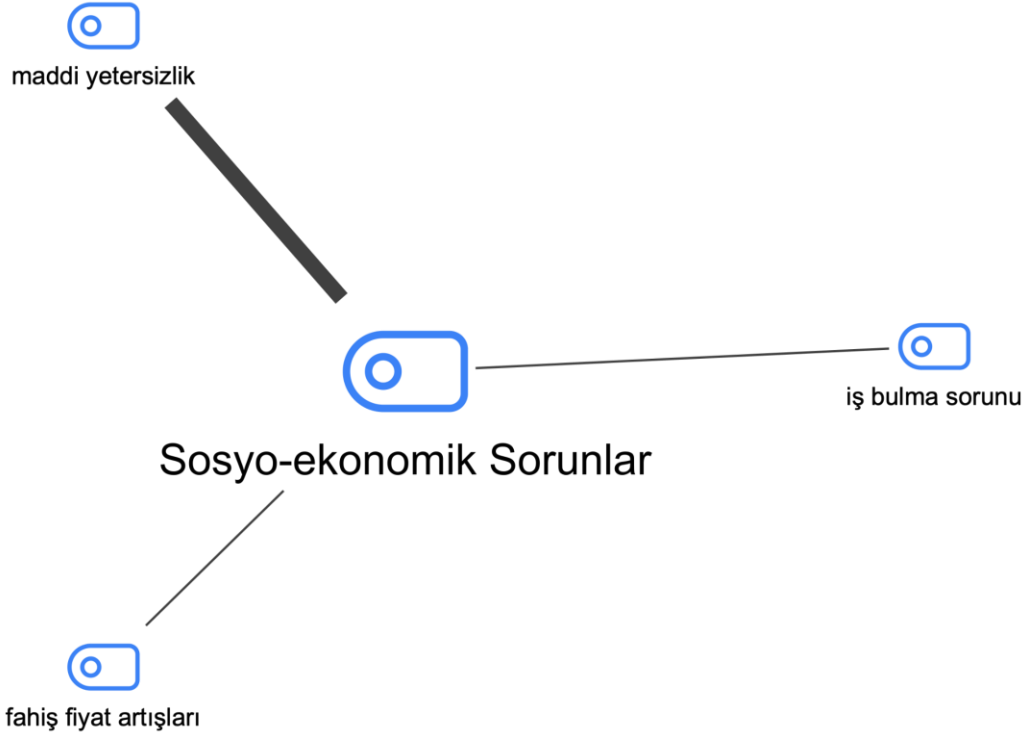 maddi yetersizlik
iş bulma sorunu
Sosyo-ekonomik Sorunlar
fahiş fiyat artışları